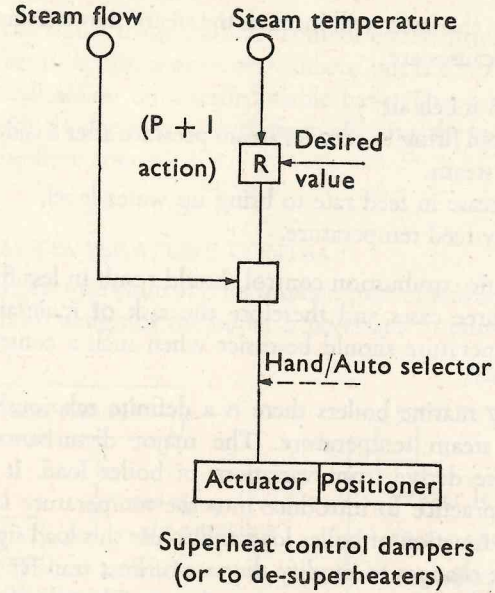 Steam flow
Steam temperature
(P + I
action)
R
Desired
value
Hand/Auto selector
Actuator
Positioner
Superheat control dampers
(or to de-superheaters)